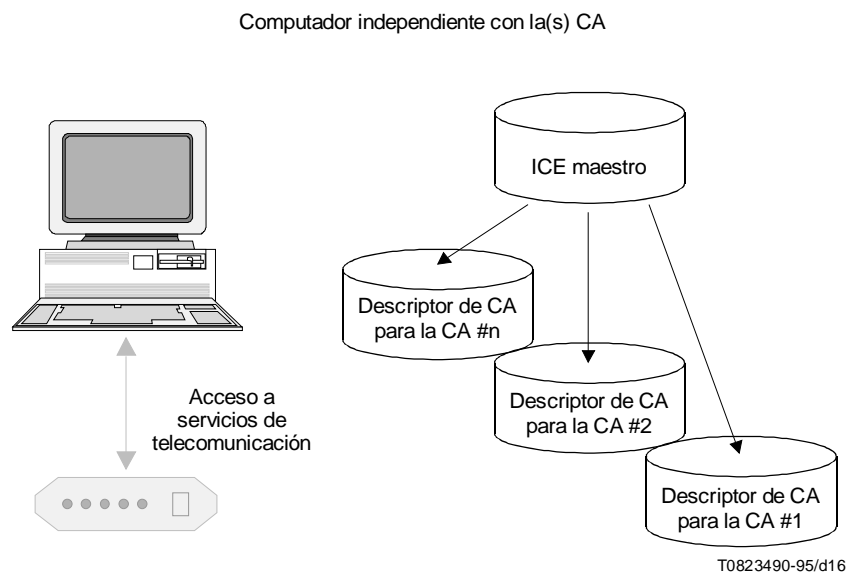 Computador independiente con la(s) CA
ICE maestro
Descriptor de CA
para la CA #n
Descriptor de CA
para la CA #2
Descriptor de CA
para la CA #1
Acceso a
servicios de
telecomunicación
T0823490-95/d16